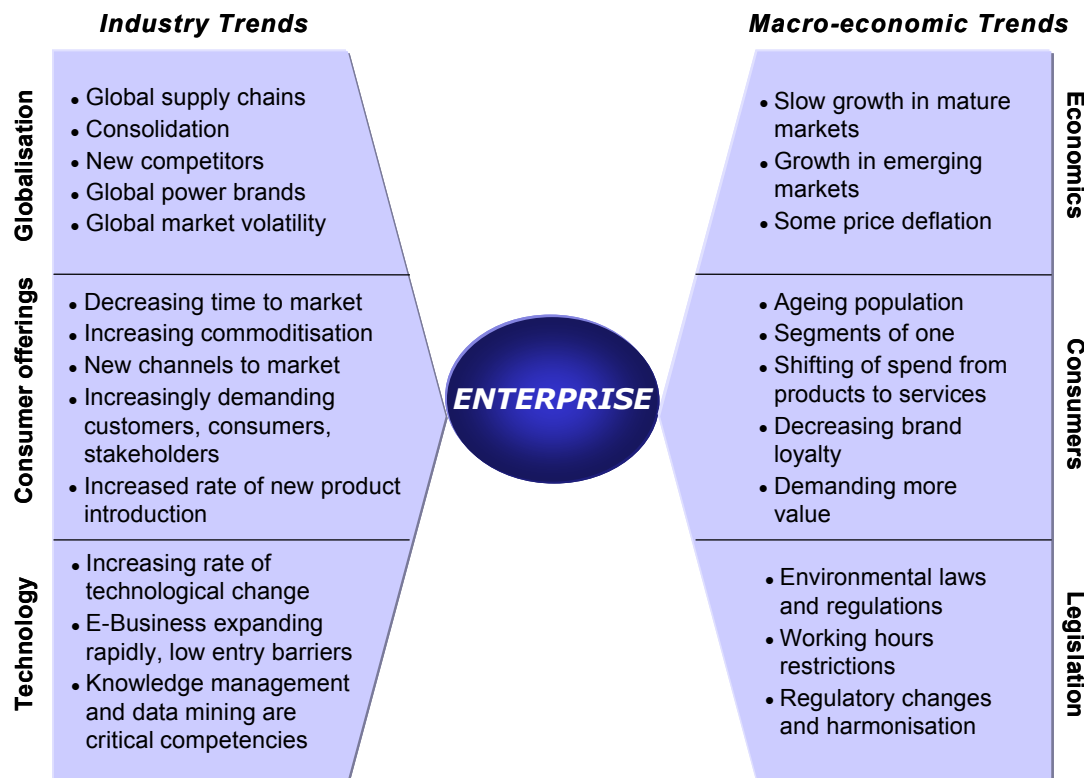 Industry Trends
Globalisation
• Global supply chains
• Consolidation
• New competitors
• Global power brands
• Global market volatility
Consumer offerings
• Decreasing time to market
• Increasing commoditisation
• New channels to market
• Increasingly demanding
customers, consumers,
stakeholders
• Increased rate of new product
introduction
Technology
• Increasing rate of
technological change
• E-Business expanding
rapidly, low entry barriers
• Knowledge management
and data mining are
critical competencies
ENTERPRISE
Macro-economic Trends
Economics
• Slow growth in mature
markets
• Growth in emerging
markets
• Some price deflation
Consumers
• Ageing population
• Segments of one
• Shifting of spend from
products to services
• Decreasing brand
loyalty
• Demanding more
value
Legislation
• Environmental laws
and regulations
• Working hours
restrictions
• Regulatory changes
and harmonisation